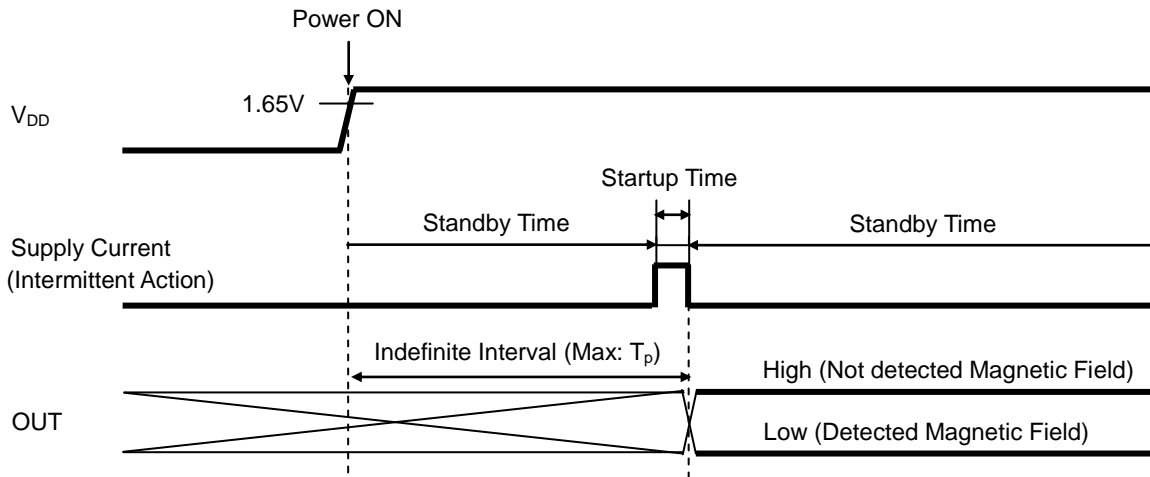 Power ON
1.65V
V_DD
Startup Time
Standby Time
Standby Time
Supply Current
(Intermittent Action)
Indefinite Interval (Max: T_p)
High (Not detected Magnetic Field)
OUT
Low (Detected Magnetic Field)